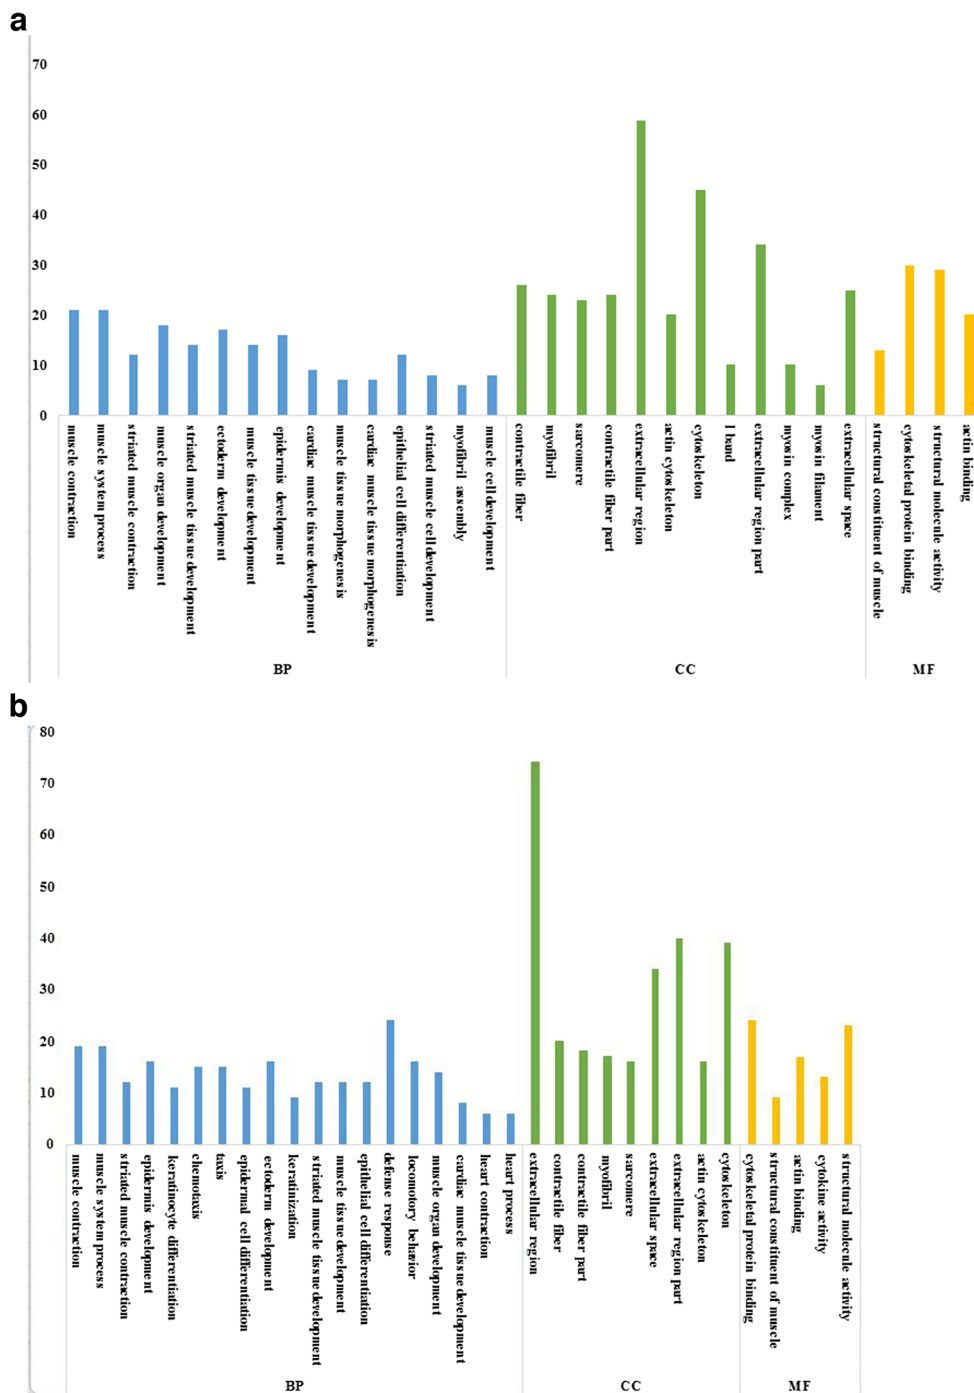 a
70
60
50
40
30
20
10
0
muscle contraction
muscle system process
striated muscle contraction
muscle organ development
striated muscle tissue development
ectoderm development
muscle tissue development
epidermis development
cardiac muscle tissue development
muscle tissue morphogenesis
cardiac muscle tissue morphogenesis
epithelial cell differentiation
striated muscle cell development
myofibril assembly
muscle cell development
contractile fiber
myofibril
sarcomere
contractile fiber part
extracellular region
actin cytoskeleton
cytoskeleton
I band
extracellular region part
myosin complex
myosin filament
extracellular space
structural constituent of muscle
cytoskeletal protein binding
structural molecule activity
actin binding
BP
CC
MF
b
80
70
60
50
40
30
20
10
0
muscle contraction
muscle system process
striated muscle contraction
epidermis development
keratinocyte differentiation
chemotaxis
taxis
epidermal cell differentiation
ectoderm development
keratinization
striated muscle tissue development
muscle tissue development
epithelial cell differentiation
defense response
locomotory behavior
muscle organ development
cardiac muscle tissue development
heart contraction
heart process
extracellular region
contractile fiber
contractile fiber part
myofibril
sarcomere
extracellular space
extracellular region part
actin cytoskeleton
cytoskeleton
cytoskeletal protein binding
structural constituent of muscle
actin binding
cytokine activity
structural molecule activity
BP
CC
MF